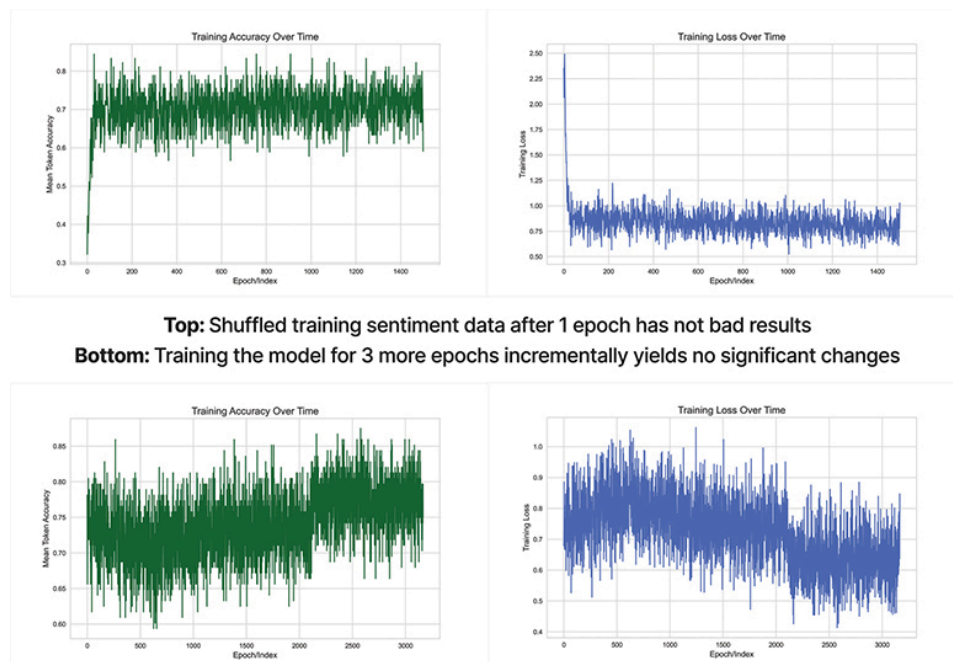 Training Accuracy Over Time
Mean Token Accuracy
0.8
0.7
0.6
0.5
0.4
0.3
0 200 400 600 800 1000 1200 1400
Epoch/Index
Training Loss Over Time
Training Loss
2.50
2.25
2.00
1.75
1.50
1.25
1.00
0.75
0.50
0 200 400 600 800 1000 1200 1400
Epoch/Index
Top: Shuffled training sentiment data after 1 epoch has not bad results
Bottom: Training the model for 3 more epochs incrementally yields no significant changes
Training Accuracy Over Time
Mean Token Accuracy
0.85
0.80
0.75
0.70
0.65
0.60
0 500 1000 1500 2000 2500 3000
Epoch/Index
Training Loss Over Time
Training Loss
1.0
0.9
0.8
0.7
0.6
0.5
0.4
0 500 1000 1500 2000 2500 3000
Epoch/Index